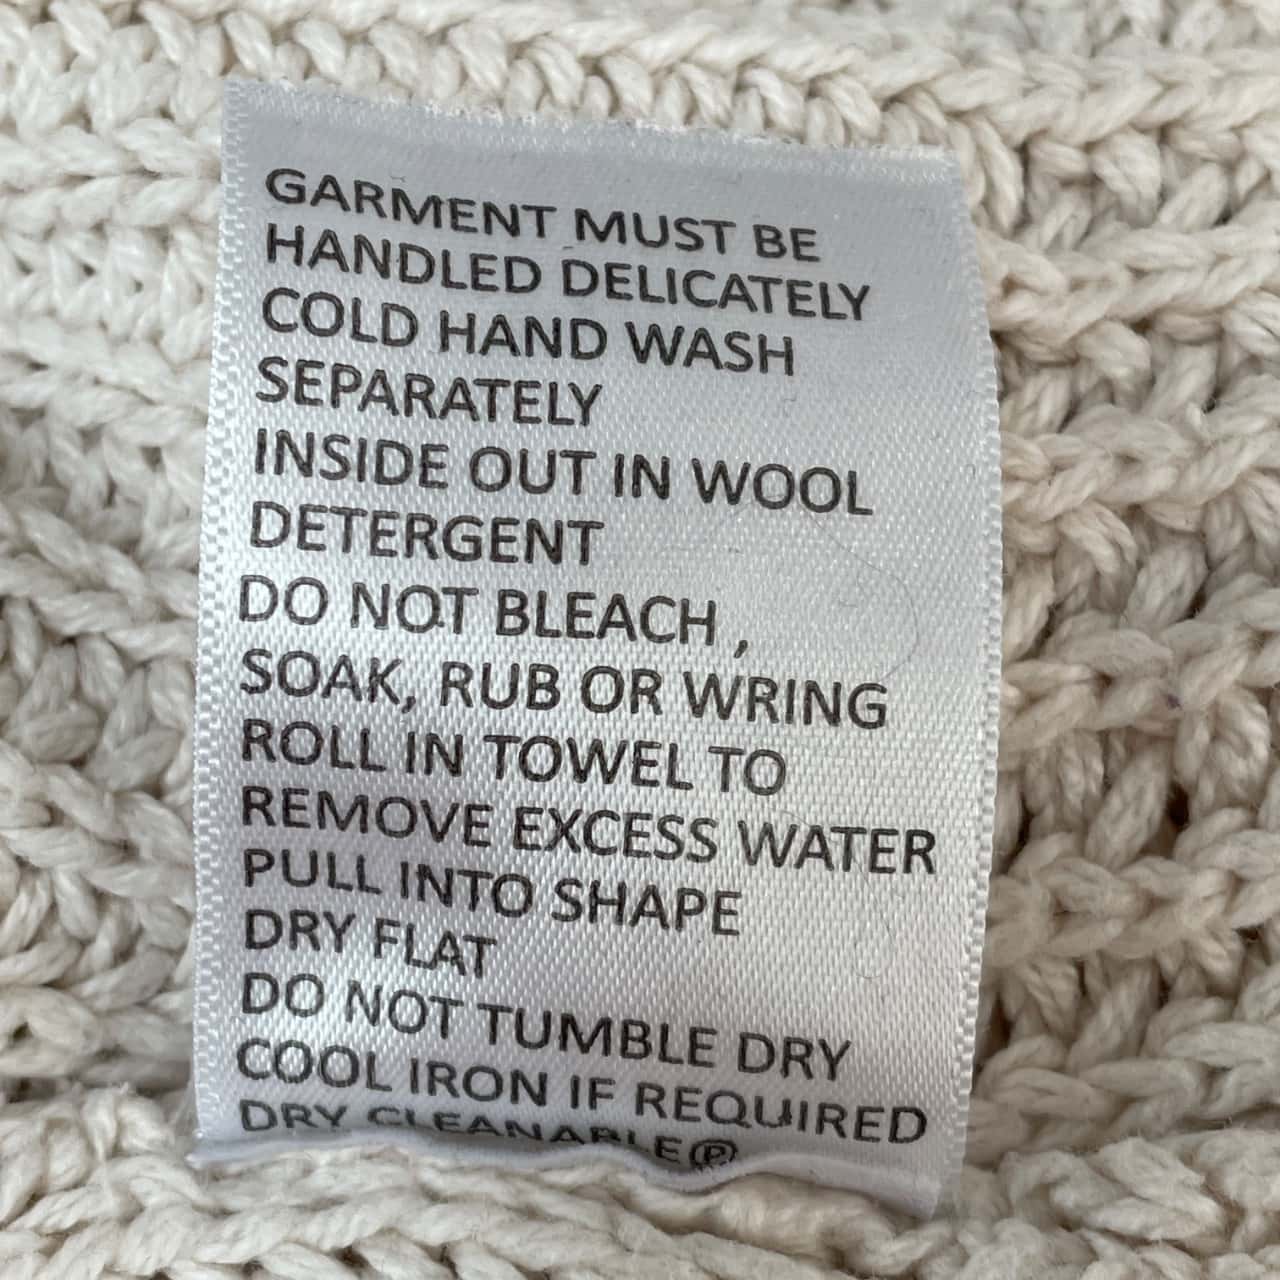 GARMENT MUST BE
HANDLED DELICATELY
COLD HAND WASH
SEPARATELY
INSIDE OUT IN WOOL
DETERGENT
DO NOT BLEACH ,
SOAK, RUB OR WRING
ROLL IN TOWEL TO
REMOVE EXCESS WATER
PULL INTO SHAPE
DRY FLAT
DO NOT TUMBLE DRY
COOL IRON IF REQUIRED
DRY CLEANABLE Ⓟ